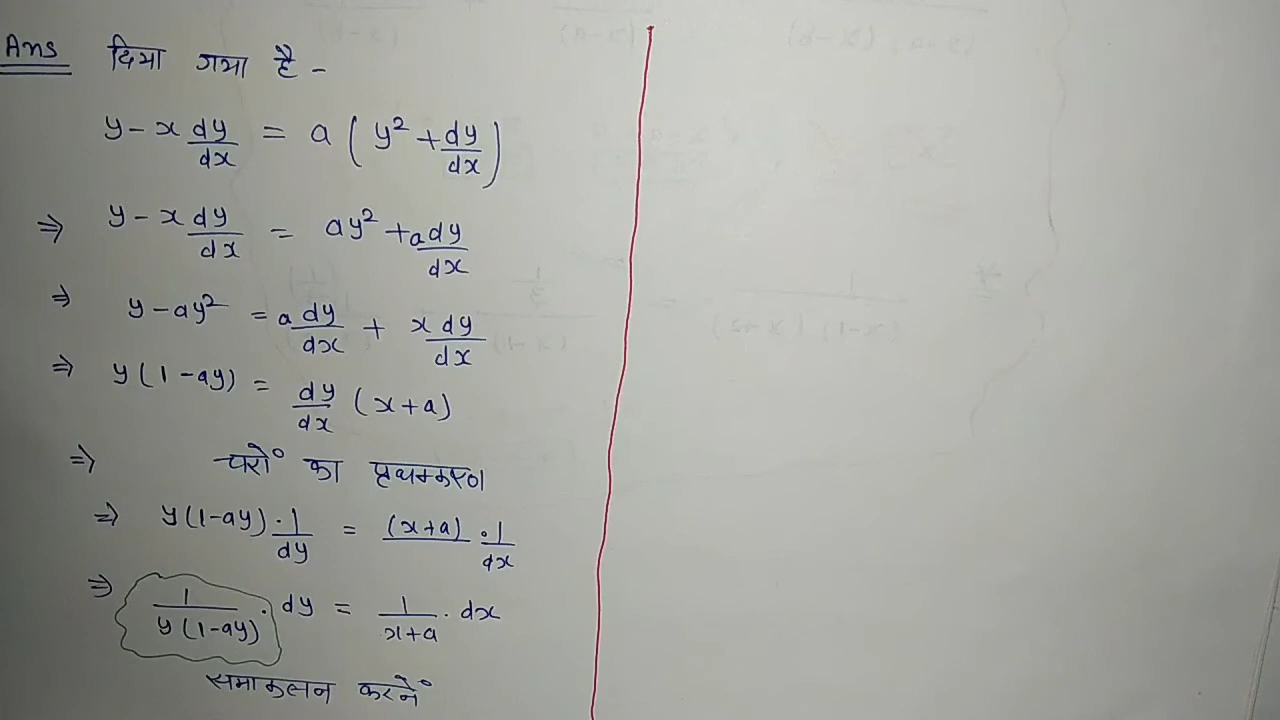 Ans दिया गया है -
y - x dy/dx = a ( y² + dy/dx )
⇒ y - x dy/dx = ay² + a dy/dx
⇒ y - ay² = a dy/dx + x dy/dx
⇒ y(1-ay) = dy/dx (x+a)
⇒ चरों का पृथक्करण
⇒ y(1-ay) · 1/dy = (x+a) · 1/dx
⇒ 1/y(1-ay) · dy = 1/x+a · dx
समाकलन करने